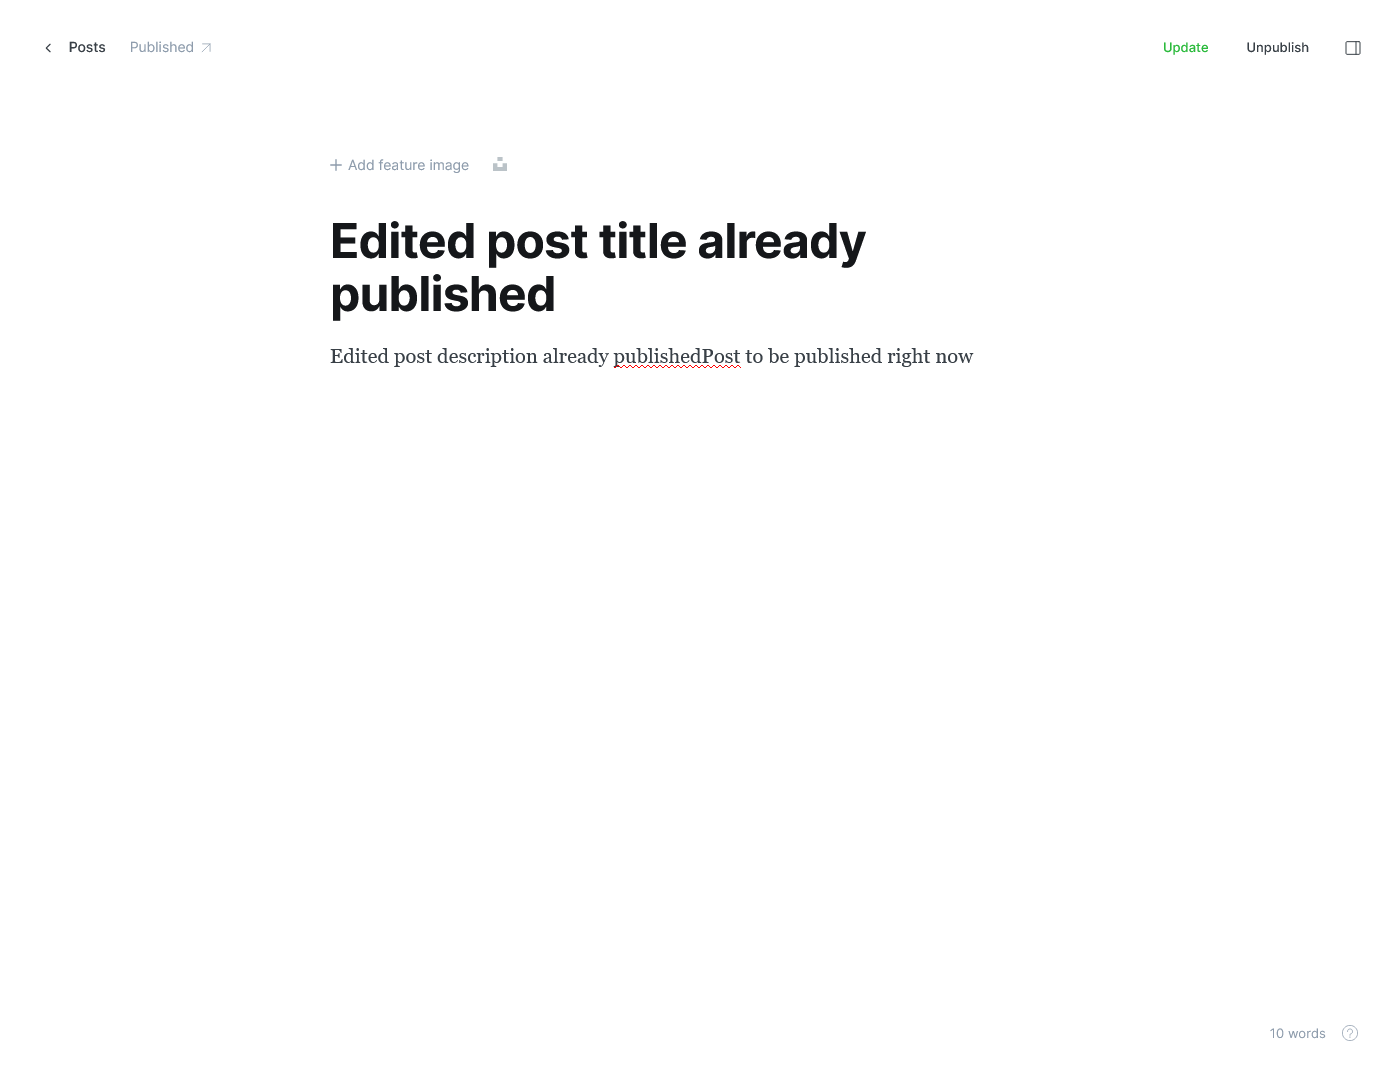 Posts Published
Update Unpublish
Add feature image
Edited post title already
published
Edited post description already publishedPost to be published right now
10 words